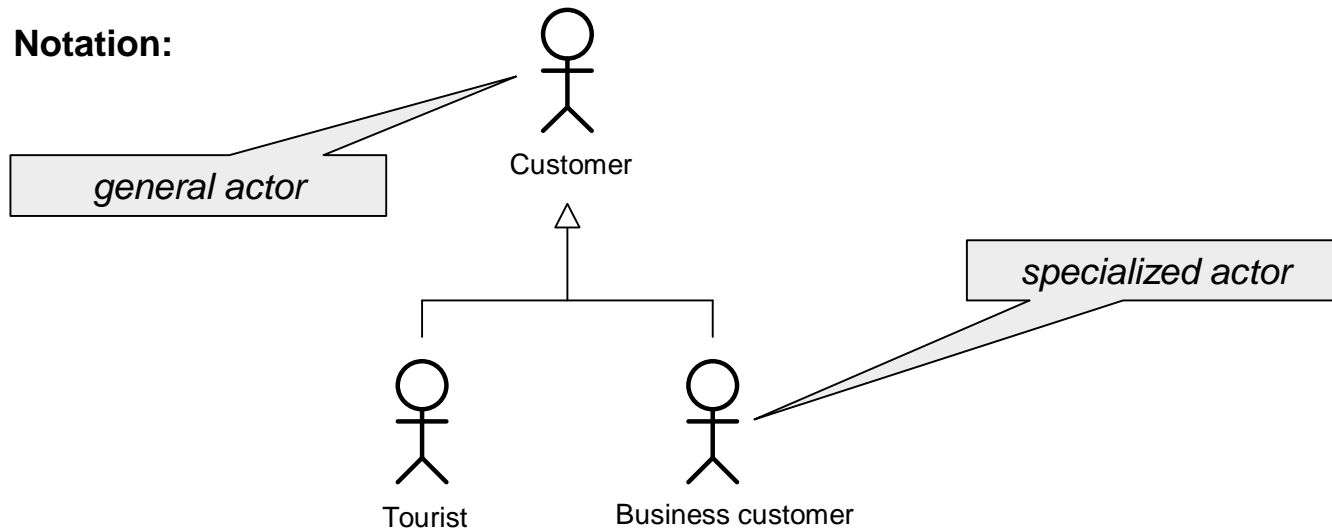 Notation:
Customer
general actor
specialized actor
Tourist
Business customer